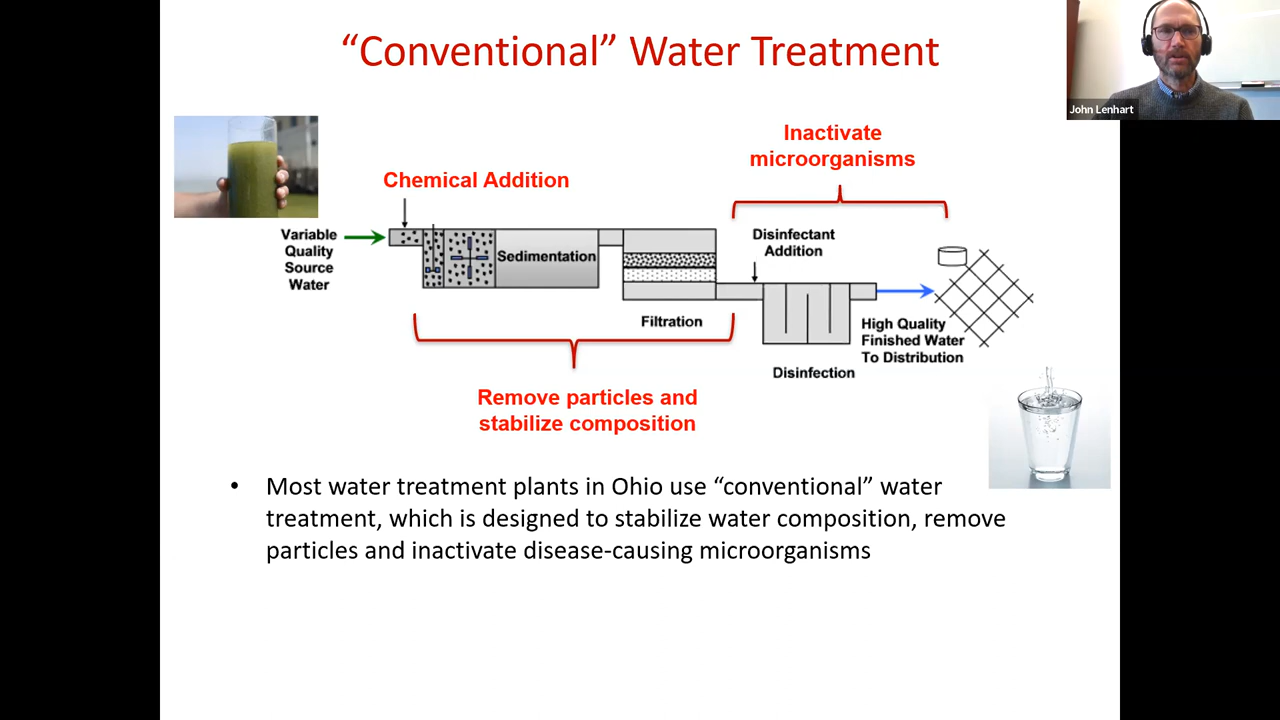 “Conventional” Water Treatment
John Lenhart
Inactivate
microorganisms
Chemical Addition
Variable
Quality
Source
Water
Sedimentation
Disinfectant
Addition
Filtration
High Quality
Finished Water
To Distribution
Disinfection
Remove particles and
stabilize composition
• Most water treatment plants in Ohio use “conventional” water
treatment, which is designed to stabilize water composition, remove
particles and inactivate disease-causing microorganisms